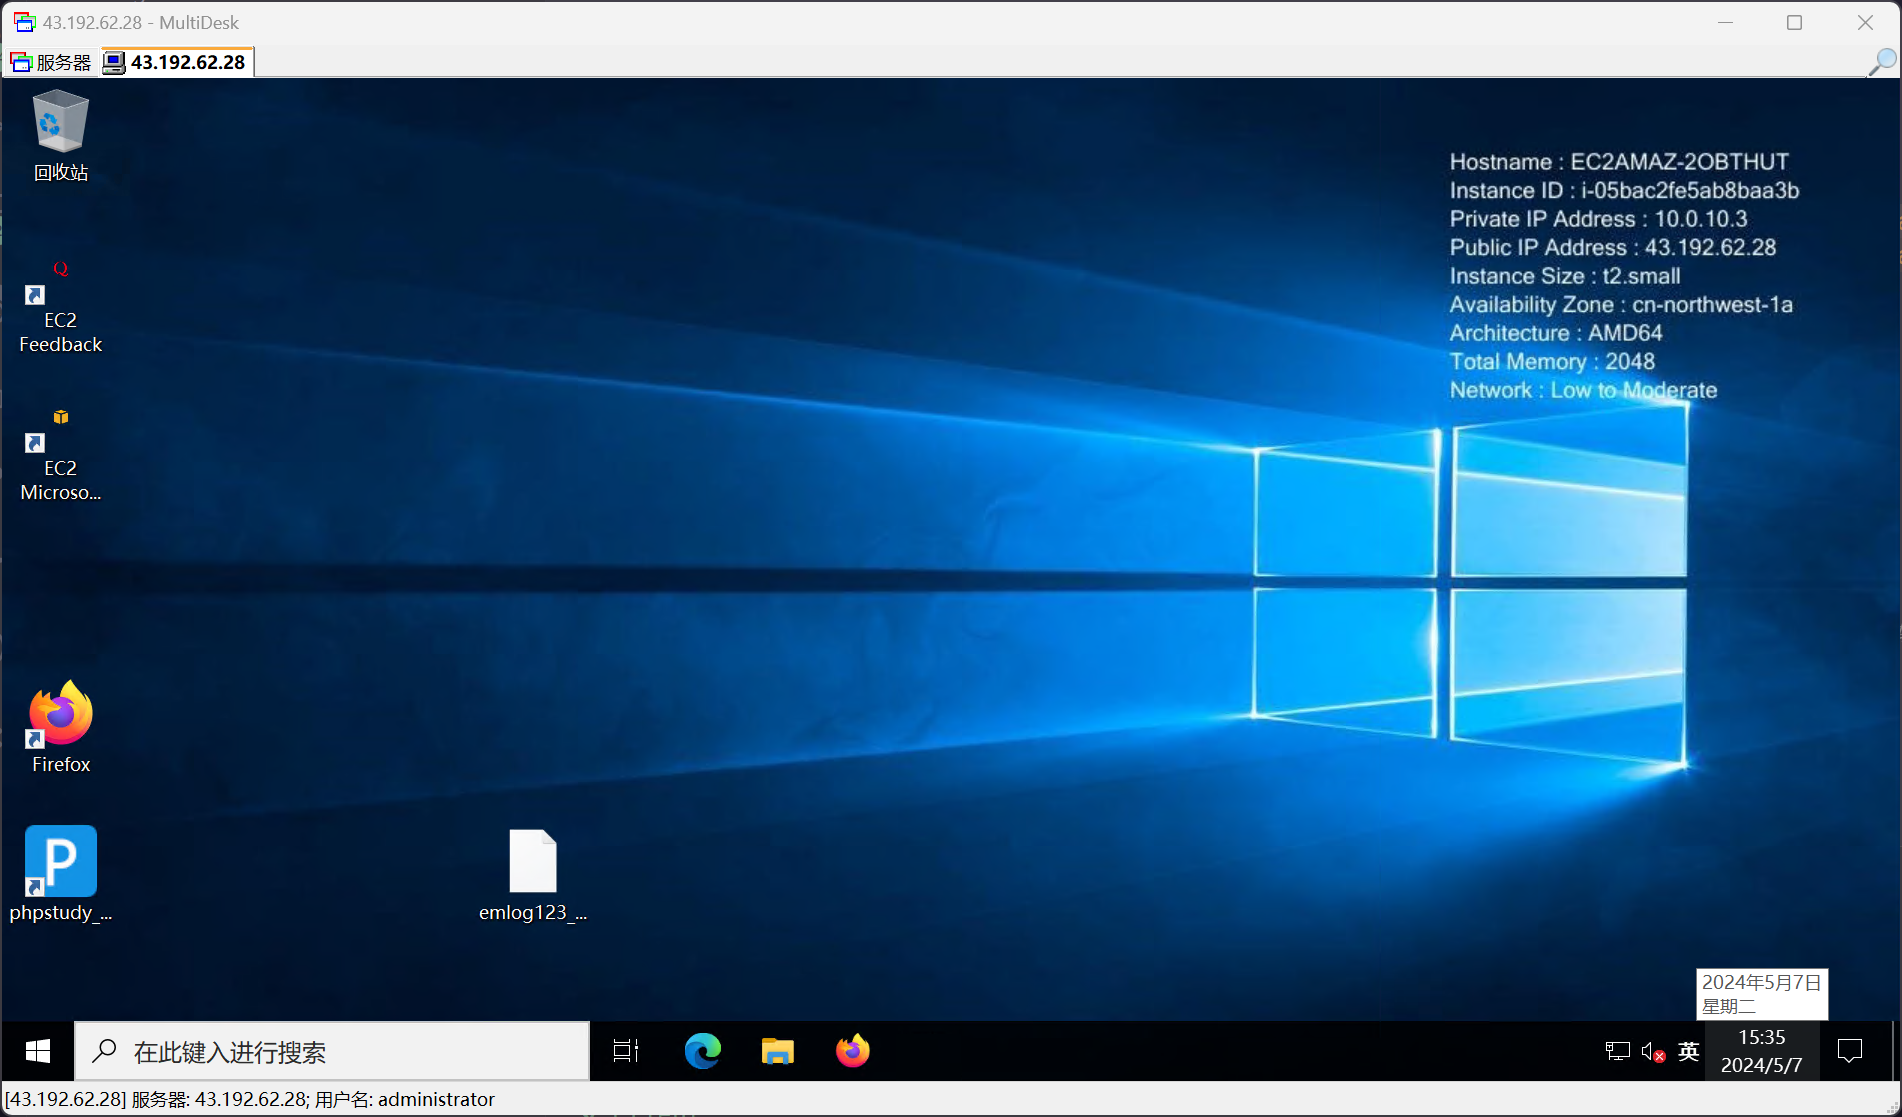 43.192.62.28 - MultiDesk
服务器
43.192.62.28
回收站
Hostname : EC2AMAZ-2OBTHUT
Instance ID : i-05bac2fe5ab8baa3b
Private IP Address : 10.0.10.3
Public IP Address : 43.192.62.28
Instance Size : t2.small
Availability Zone : cn-northwest-1a
Architecture : AMD64
Total Memory : 2048
Network : Low to Moderate
EC2
Feedback
EC2
Microso...
Firefox
P
phpstudy_...
emlog123_...
2024年5月7日
星期二
在此键入进行搜索
英
15:35
2024/5/7
[43.192.62.28] 服务器: 43.192.62.28; 用户名: administrator